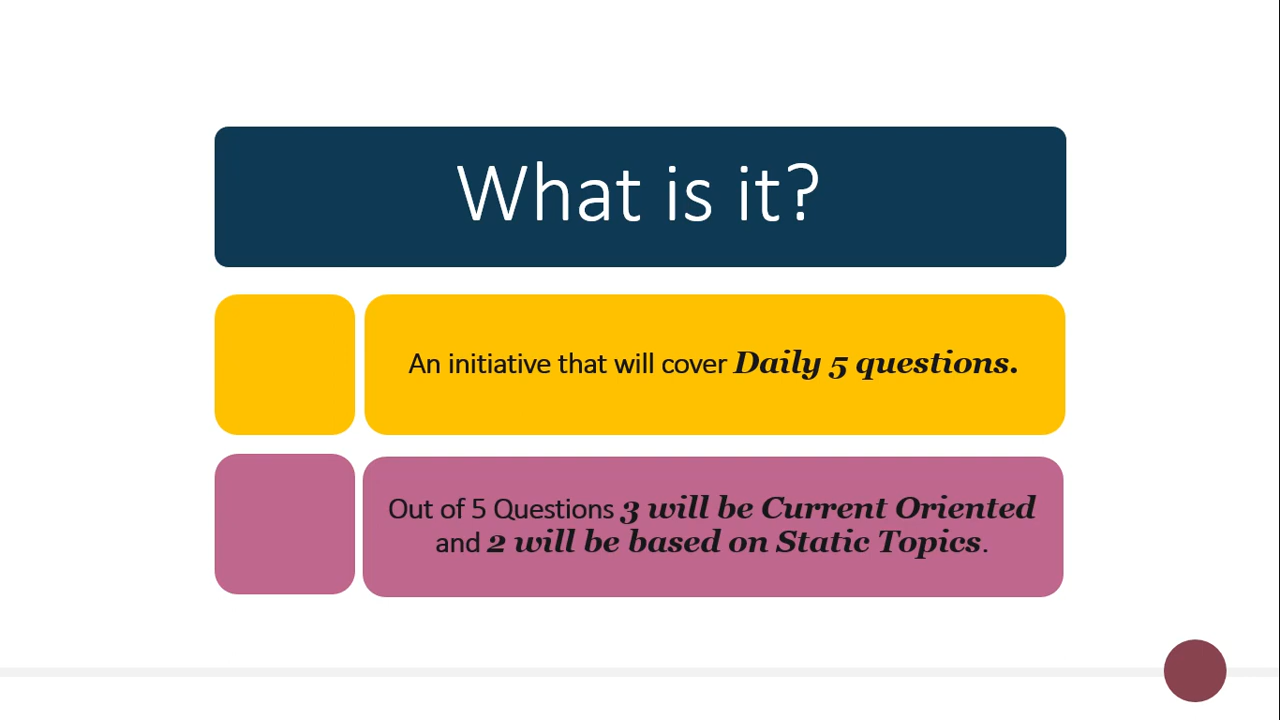 What is it?
An initiative that will cover Daily 5 questions.
Out of 5 Questions 3 will be Current Oriented
and 2 will be based on Static Topics.